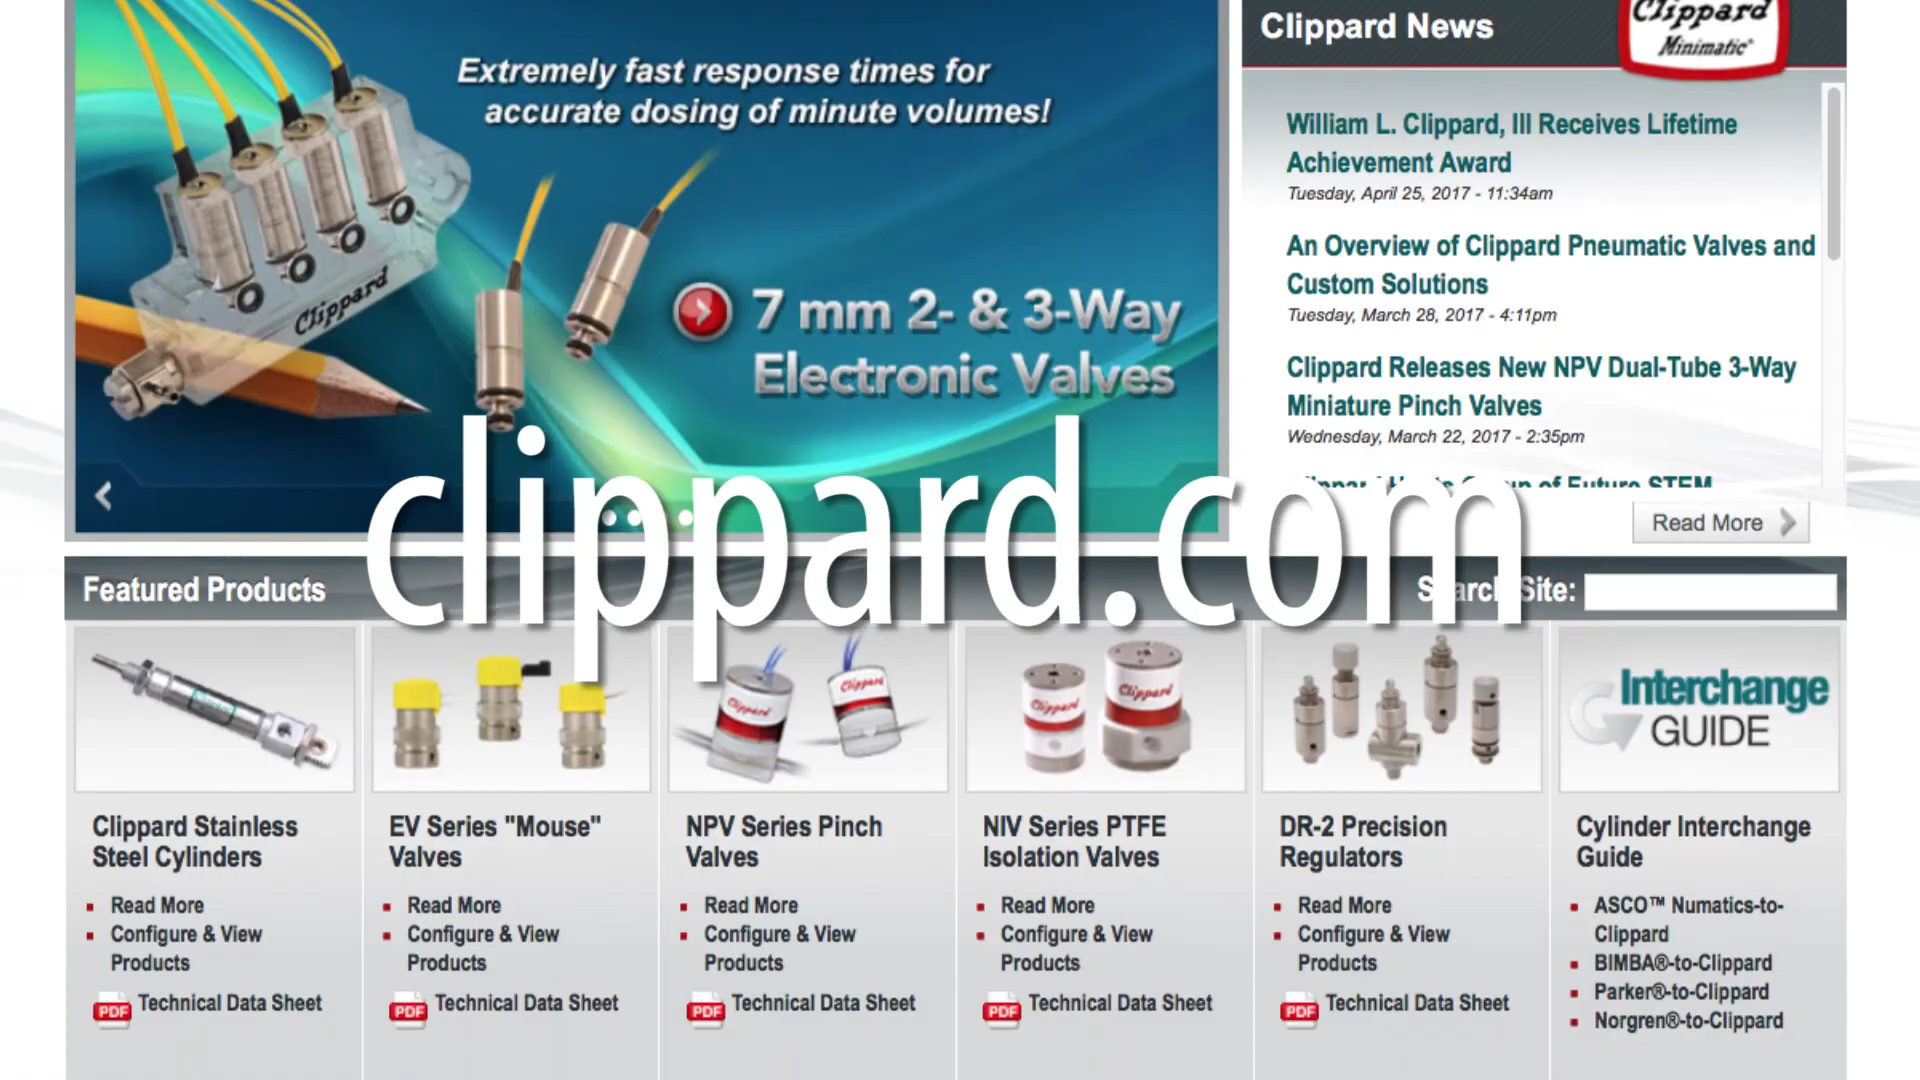 Extremely fast response times for
accurate dosing of minute volumes!
Clippard
7 mm 2- & 3-Way
Electronic Valves
Clippard News
Clippard
Minimatic®
William L. Clippard, III Receives Lifetime
Achievement Award
Tuesday, April 25, 2017 - 11:34am
An Overview of Clippard Pneumatic Valves and
Custom Solutions
Tuesday, March 28, 2017 - 4:11pm
Clippard Releases New NPV Dual-Tube 3-Way
Miniature Pinch Valves
Wednesday, March 22, 2017 - 2:35pm
of Future STEM
Read More
clippard.com
Featured Products
Search Site:
Clippard
Clippard
Clippard
Clippard
Interchange
GUIDE
Clippard Stainless
Steel Cylinders
Read More
Configure & View
Products
PDF Technical Data Sheet
EV Series "Mouse"
Valves
Read More
Configure & View
Products
PDF Technical Data Sheet
NPV Series Pinch
Valves
Read More
Configure & View
Products
PDF Technical Data Sheet
NIV Series PTFE
Isolation Valves
Read More
Configure & View
Products
PDF Technical Data Sheet
DR-2 Precision
Regulators
Read More
Configure & View
Products
PDF Technical Data Sheet
Cylinder Interchange
Guide
ASCO™ Numatics-to-
Clippard
BIMBA®-to-Clippard
Parker®-to-Clippard
Norgren®-to-Clippard